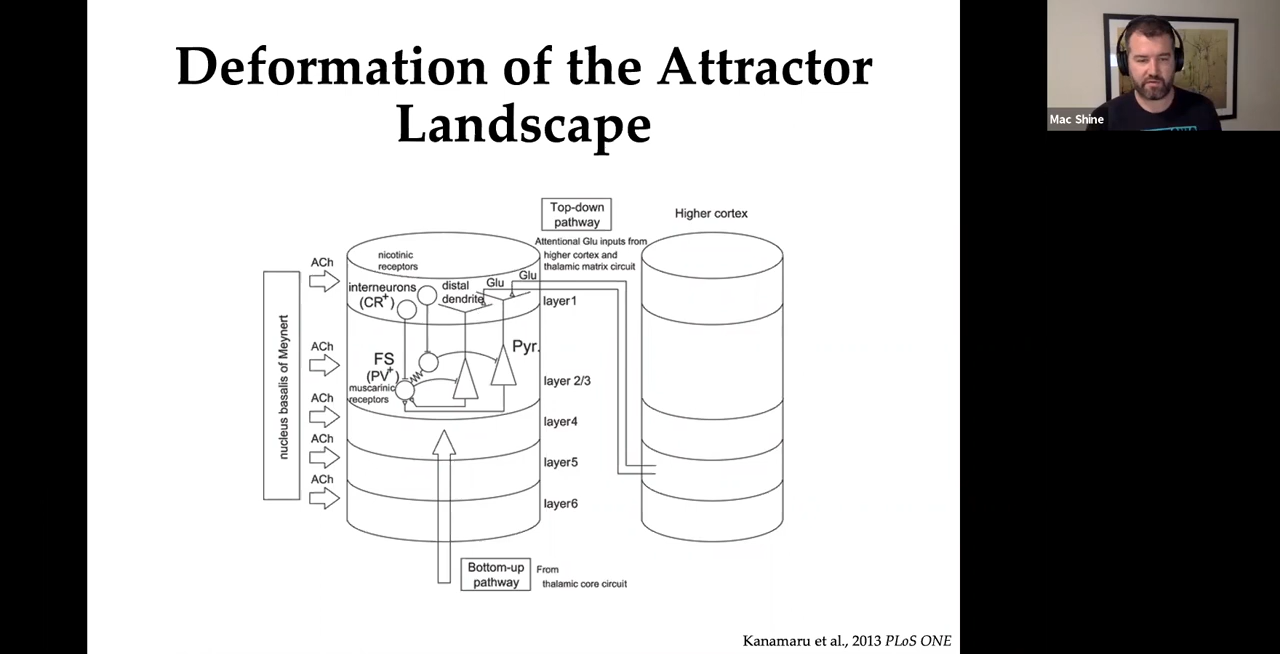 Deformation of the Attractor
Landscape
Mac Shine
Top-down
pathway
Higher cortex
Attentional Glu inputs from
higher cortex and
thalamic matrix circuit
nicotinic
receptors
ACh
Glu
Glu
interneurons
(CR+)
distal
dendrite
layer1
nucleus basalis of Meynert
ACh
FS
(PV+)
Pyr.
muscarinic
receptors
layer 2/3
ACh
layer4
ACh
layer5
ACh
layer6
Bottom-up
pathway
From
thalamic core circuit
Kanamaru et al., 2013 PLoS ONE